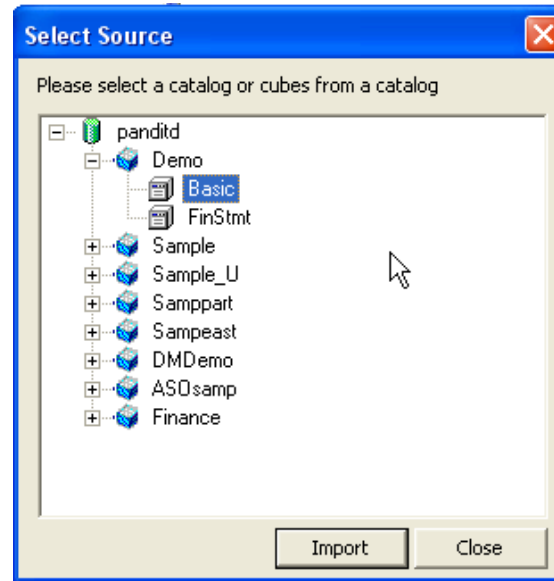 Select Source
Please select a catalog or cubes from a catalog
panditd
Demo
Basic
FinStmt
Sample
Sample_U
Samppart
Sampeast
DMDemo
ASOsamp
Finance
Import Close